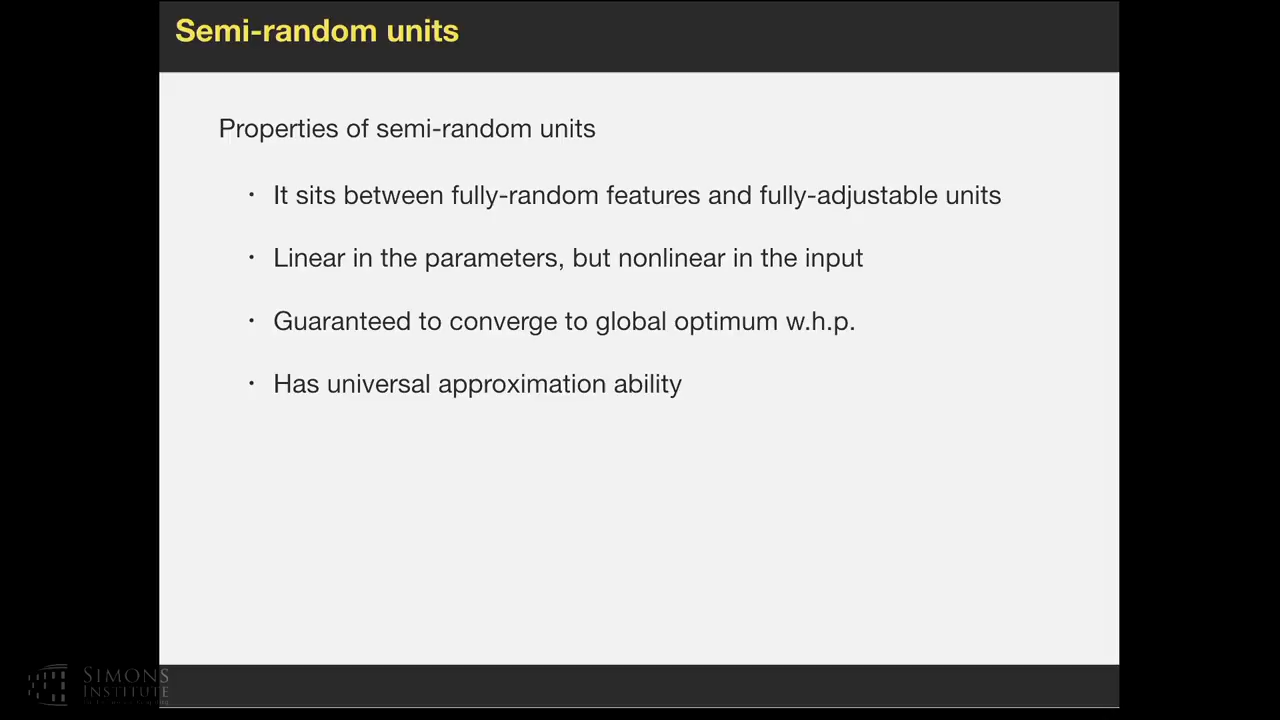 Semi-random units
Properties of semi-random units
• It sits between fully-random features and fully-adjustable units
• Linear in the parameters, but nonlinear in the input
• Guaranteed to converge to global optimum w.h.p.
• Has universal approximation ability
SIMONS
INSTITUTE